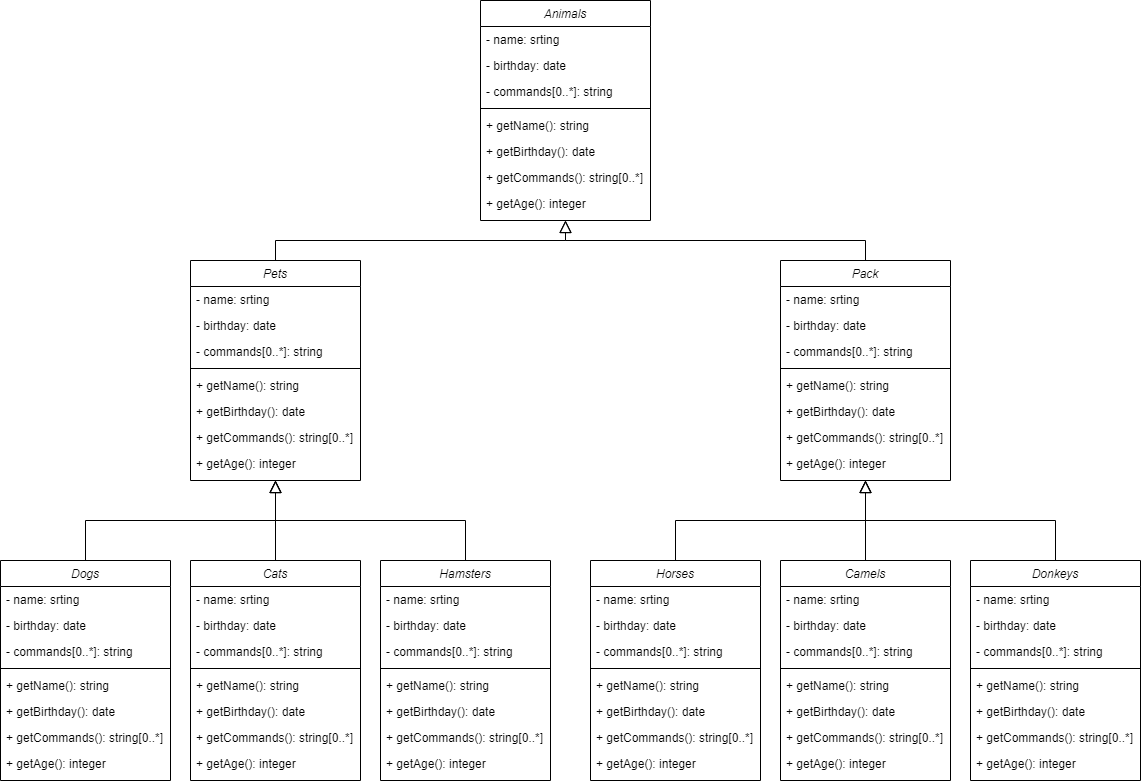 Animals
- name: srting
- birthday: date
- commands[0..*]: string
+ getName(): string
+ getBirthday(): date
+ getCommands(): string[0..*]
+ getAge(): integer
Pets
- name: srting
- birthday: date
- commands[0..*]: string
+ getName(): string
+ getBirthday(): date
+ getCommands(): string[0..*]
+ getAge(): integer
Pack
- name: srting
- birthday: date
- commands[0..*]: string
+ getName(): string
+ getBirthday(): date
+ getCommands(): string[0..*]
+ getAge(): integer
Dogs
- name: srting
- birthday: date
- commands[0..*]: string
+ getName(): string
+ getBirthday(): date
+ getCommands(): string[0..*]
+ getAge(): integer
Cats
- name: srting
- birthday: date
- commands[0..*]: string
+ getName(): string
+ getBirthday(): date
+ getCommands(): string[0..*]
+ getAge(): integer
Hamsters
- name: srting
- birthday: date
- commands[0..*]: string
+ getName(): string
+ getBirthday(): date
+ getCommands(): string[0..*]
+ getAge(): integer
Horses
- name: srting
- birthday: date
- commands[0..*]: string
+ getName(): string
+ getBirthday(): date
+ getCommands(): string[0..*]
+ getAge(): integer
Camels
- name: srting
- birthday: date
- commands[0..*]: string
+ getName(): string
+ getBirthday(): date
+ getCommands(): string[0..*]
+ getAge(): integer
Donkeys
- name: srting
- birthday: date
- commands[0..*]: string
+ getName(): string
+ getBirthday(): date
+ getCommands(): string[0..*]
+ getAge(): integer